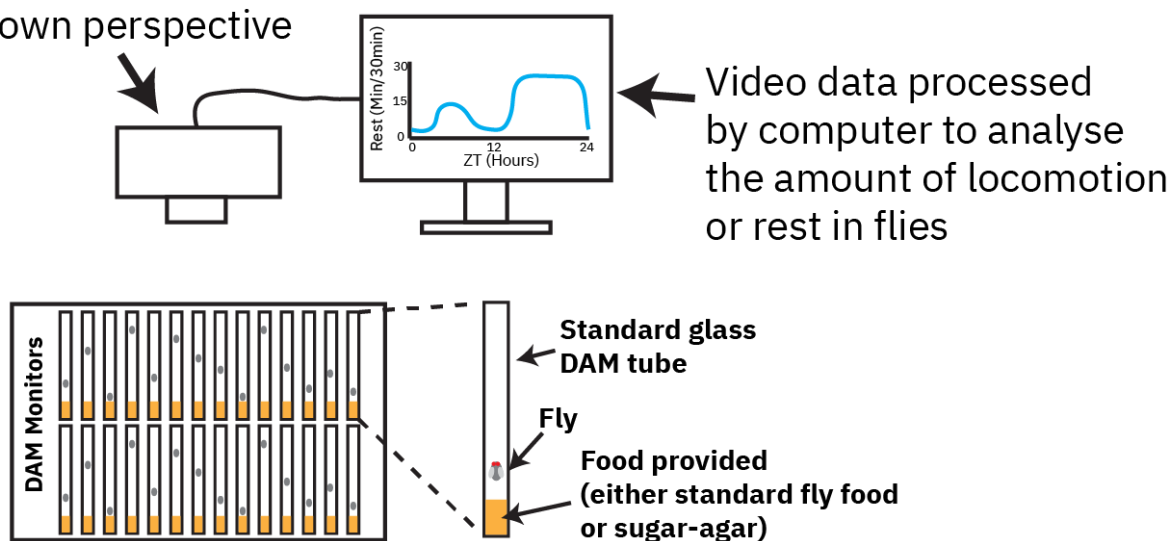 own perspective
Rest (Min/30min)
30
15
0
0 12 24
ZT (Hours)
Video data processed
by computer to analyse
the amount of locomotion
or rest in flies
DAM Monitors
Standard glass
DAM tube
Fly
Food provided
(either standard fly food
or sugar-agar)